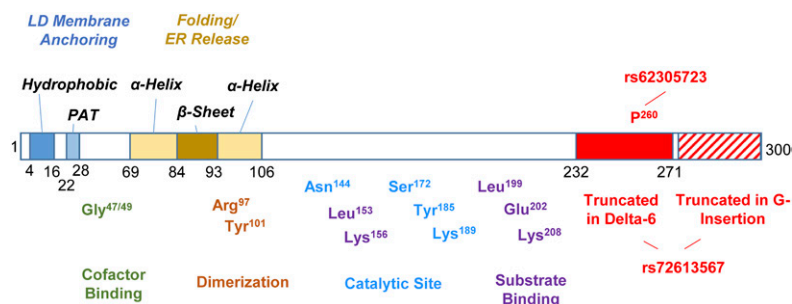 LD Membrane
Anchoring
Folding/
ER Release
Hydrophobic
α-Helix
α-Helix
rs62305723
PAT
β-Sheet
P²⁶⁰
1
3000
4
16
22
28
69
84
93
106
232
271
Gly⁴⁷/⁴⁹
Arg⁹⁷
Tyr¹⁰¹
Asn¹⁴⁴
Leu¹⁵³
Lys¹⁵⁶
Ser¹⁷²
Tyr¹⁸⁵
Lys¹⁸⁹
Leu¹⁹⁹
Glu²⁰²
Lys²⁰⁸
Truncated
in Delta-6
Truncated in G-
Insertion
rs72613567
Cofactor
Binding
Dimerization
Catalytic Site
Substrate
Binding